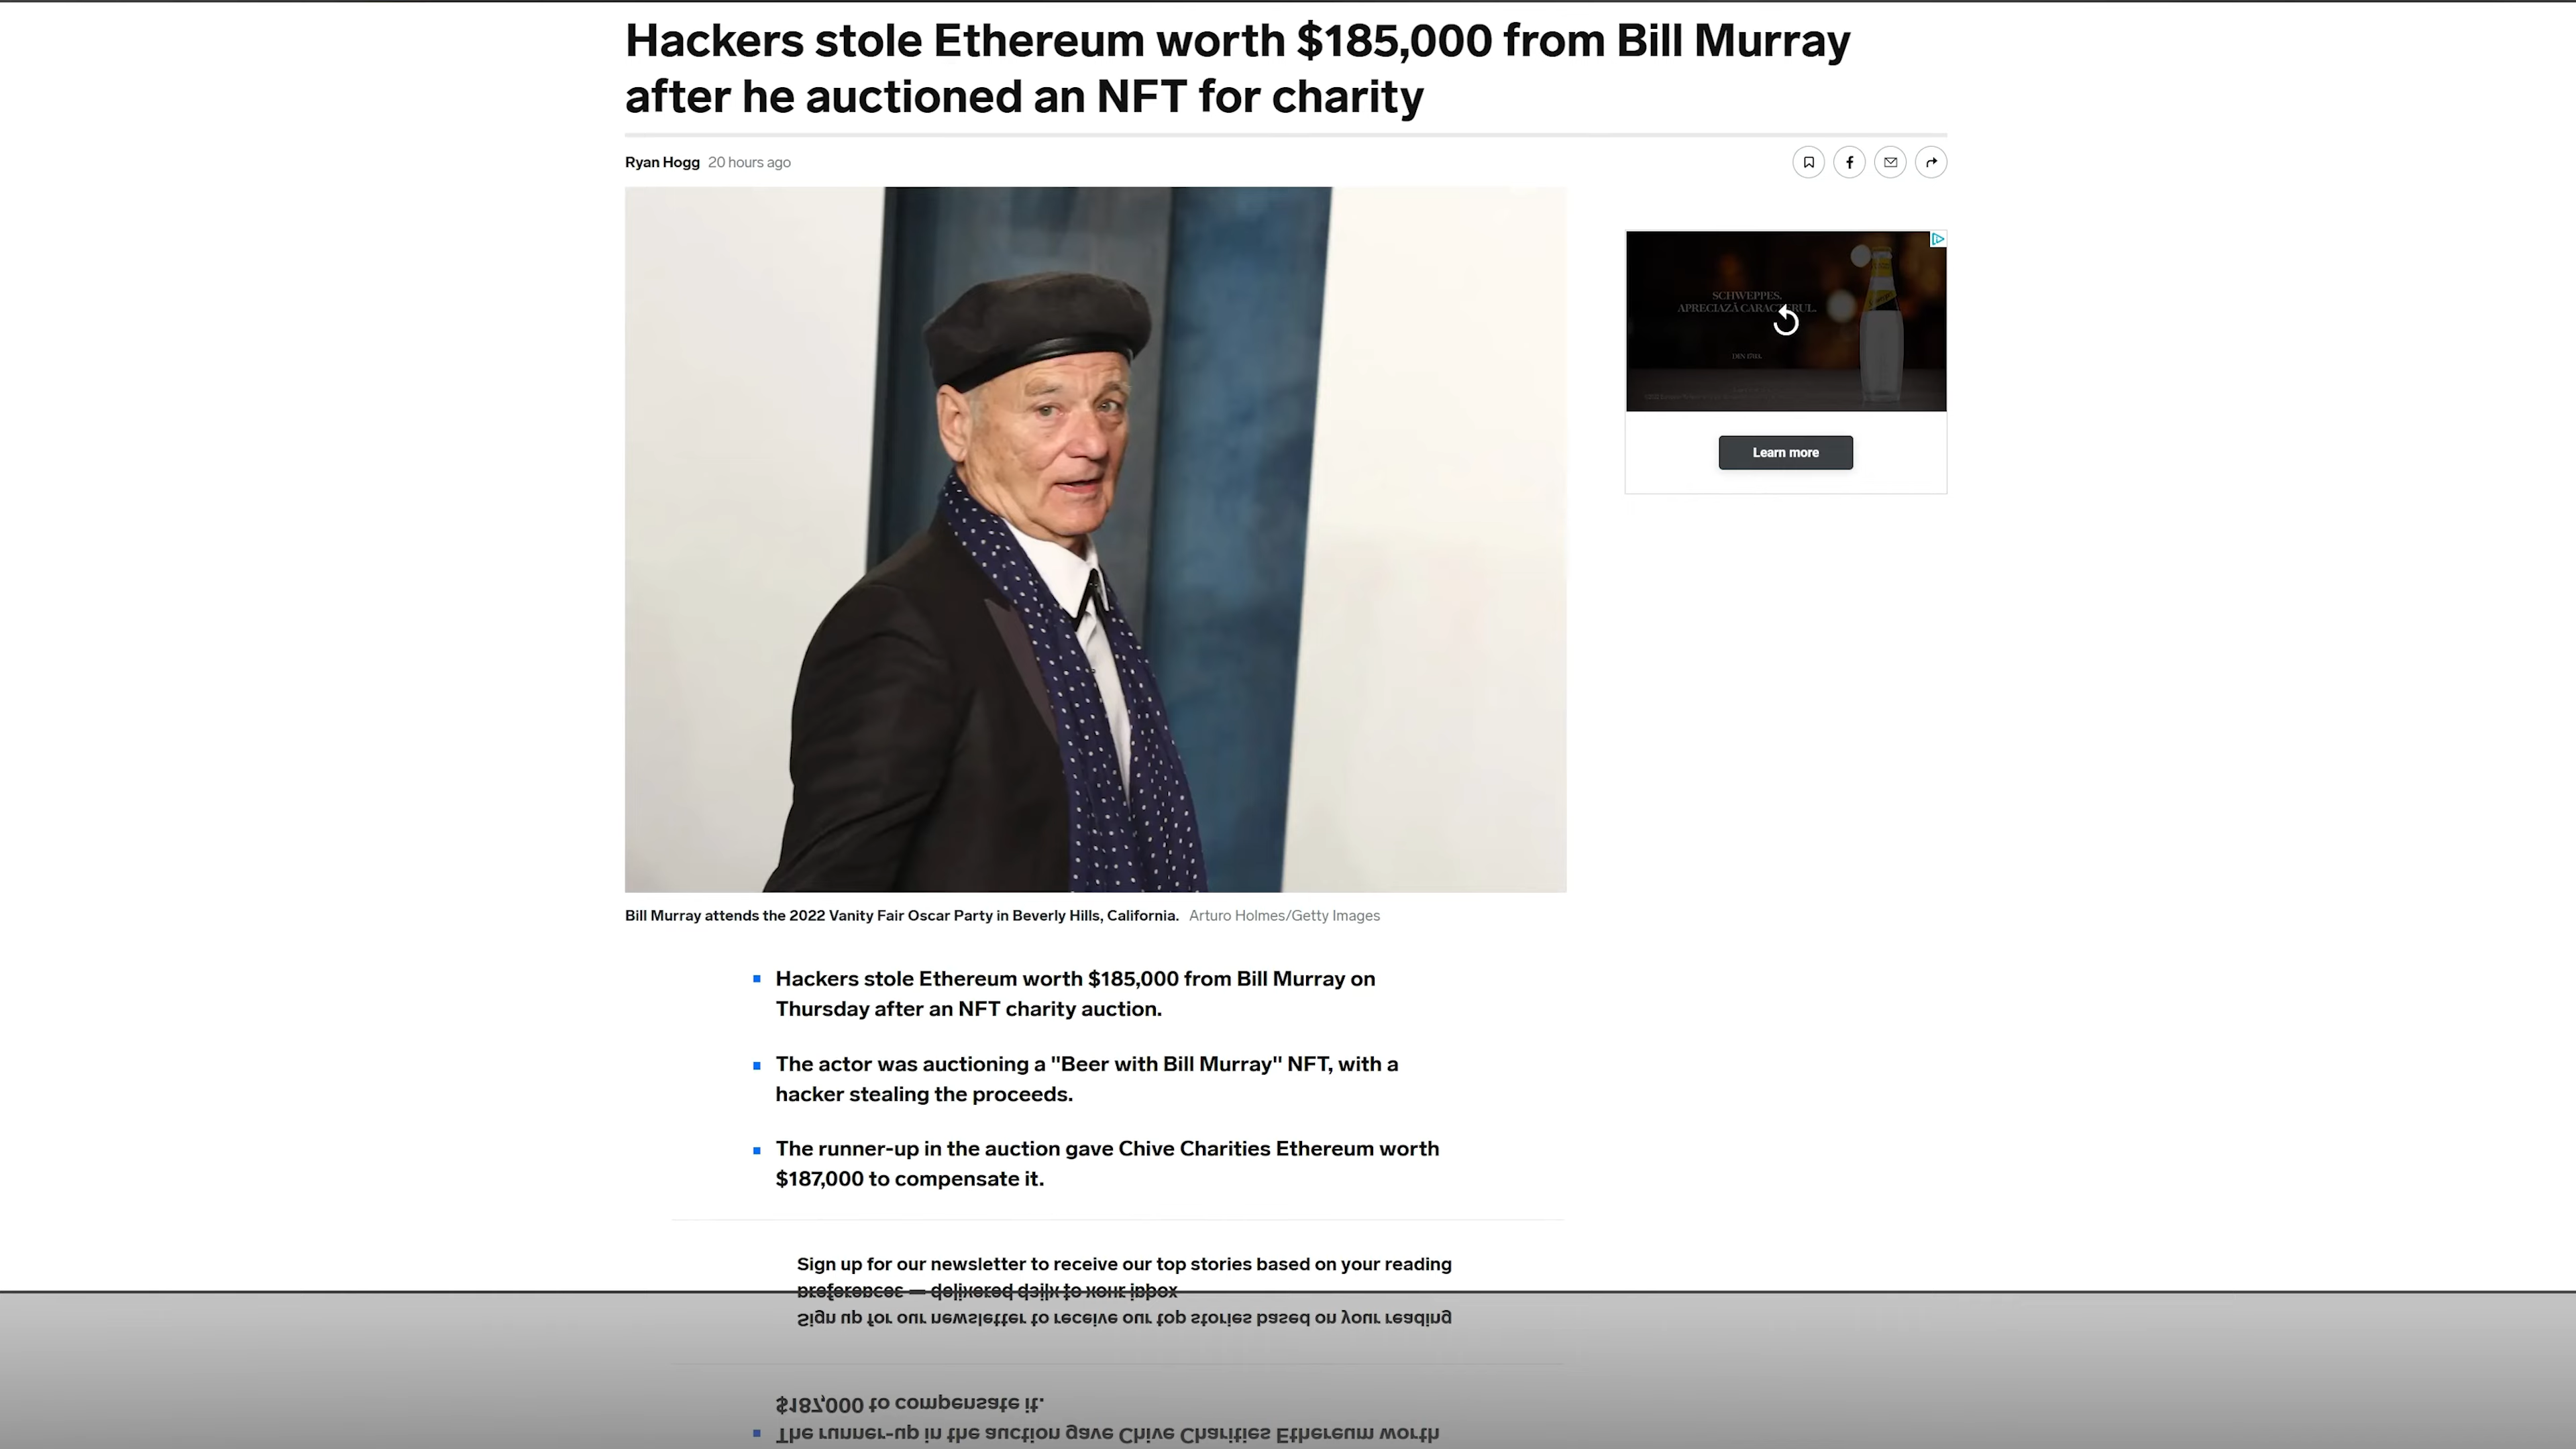 Hackers stole Ethereum worth $185,000 from Bill Murray
after he auctioned an NFT for charity
Ryan Hogg 20 hours ago
SCHWEPPES.
APRECIAZĂ CARACTERUL.
Learn more
Bill Murray attends the 2022 Vanity Fair Oscar Party in Beverly Hills, California. Arturo Holmes/Getty Images
Hackers stole Ethereum worth $185,000 from Bill Murray on
Thursday after an NFT charity auction.
The actor was auctioning a "Beer with Bill Murray" NFT, with a
hacker stealing the proceeds.
The runner-up in the auction gave Chive Charities Ethereum worth
$187,000 to compensate it.
Sign up for our newsletter to receive our top stories based on your reading
preferences — delivered daily to your inbox
Sign up for our newsletter to receive our top stories based on your reading
$187,000 to compensate it.
The runner-up in the auction gave Chive Charities Ethereum worth